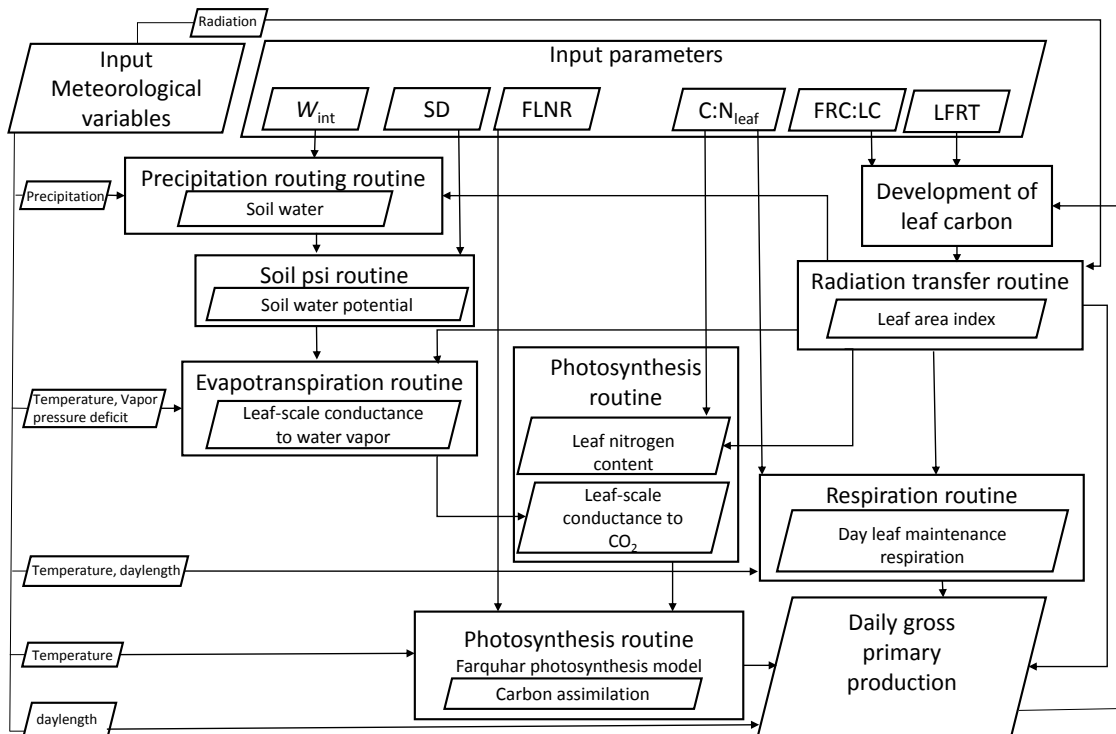 Radiation
Input
Meteorological
variables
Input parameters
W_int
SD
FLNR
C:N_leaf
FRC:LC
LFRT
Precipitation
Precipitation routing routine
Soil water
Development of
leaf carbon
Soil psi routine
Soil water potential
Radiation transfer routine
Leaf area index
Temperature, Vapor
pressure deficit
Evapotranspiration routine
Leaf-scale conductance
to water vapor
Photosynthesis
routine
Leaf nitrogen
content
Leaf-scale
conductance to
CO₂
Respiration routine
Day leaf maintenance
respiration
Temperature, daylength
Temperature
Photosynthesis routine
Farquhar photosynthesis model
Carbon assimilation
Daily gross
primary
production
daylength